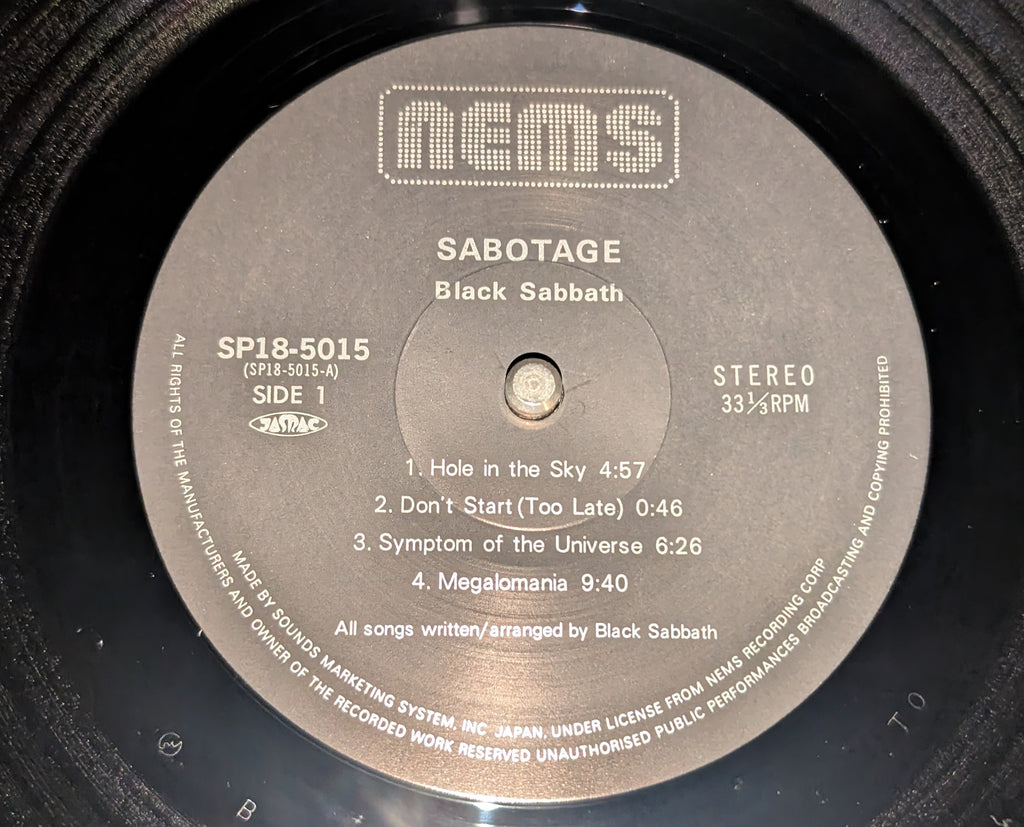 nems
SABOTAGE
Black Sabbath
SP18-5015
(SP18-5015-A)
SIDE 1
JASRAC
STEREO
33⅓RPM
1. Hole in the Sky 4:57
2. Don't Start (Too Late) 0:46
3. Symptom of the Universe 6:26
4. Megalomania 9:40
All songs written/arranged by Black Sabbath
MADE BY SOUNDS MARKETING SYSTEM, INC JAPAN, UNDER LICENSE FROM NEMS RECORDING CORP
ALL RIGHTS OF THE MANUFACTURERS AND OWNER OF THE RECORDED WORK RESERVED UNAUTHORISED PUBLIC PERFORMANCES BROADCASTING AND COPYING PROHIBITED
B
TO